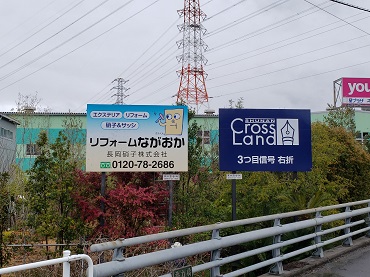 エクステリア リフォーム
硝子&サッシ
リフォームながおか
長岡硝子株式会社
0120-78-2686
SHUNAN
Cross
Land
3つ目信号 右折
you